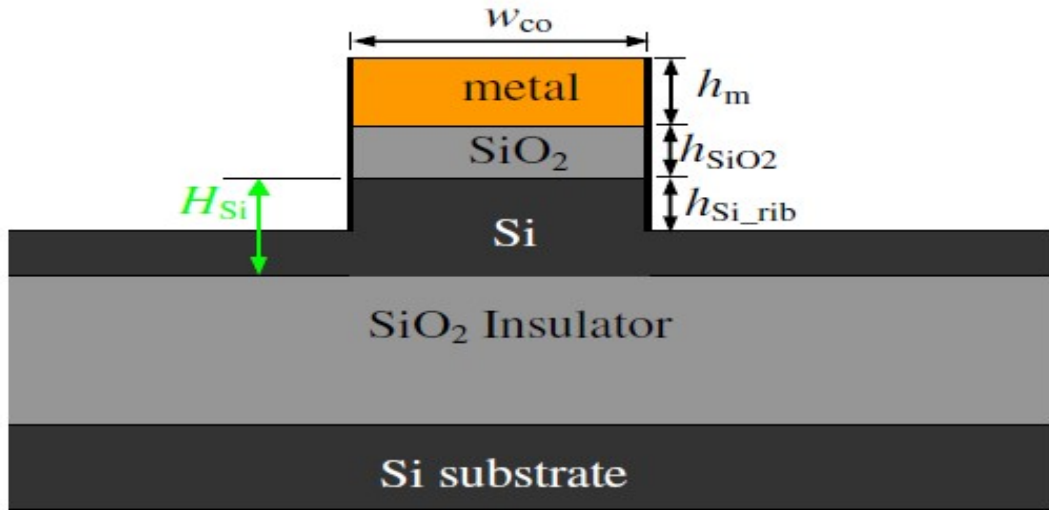 w_co
metal
h_m
SiO₂
h_SiO2
H_Si
h_Si_rib
Si
SiO₂ Insulator
Si substrate